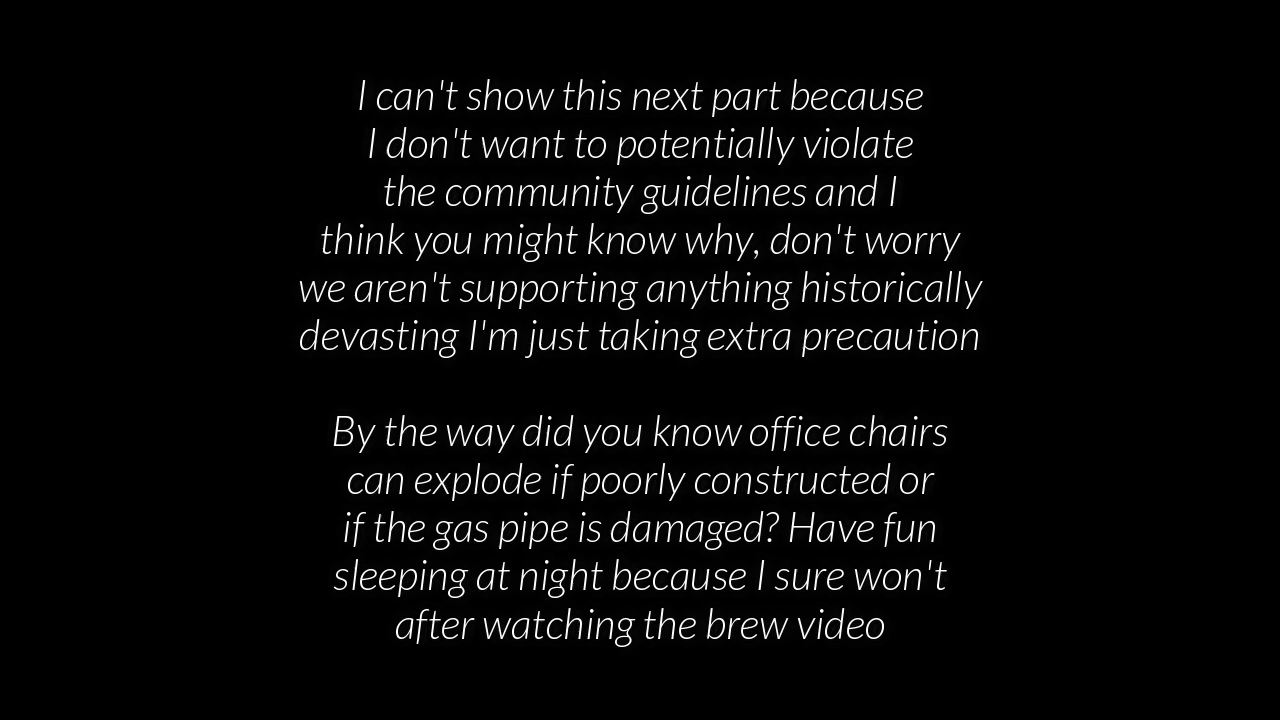 I can't show this next part because
I don't want to potentially violate
the community guidelines and I
think you might know why, don't worry
we aren't supporting anything historically
devasting I'm just taking extra precaution
By the way did you know office chairs
can explode if poorly constructed or
if the gas pipe is damaged? Have fun
sleeping at night because I sure won't
after watching the brew video